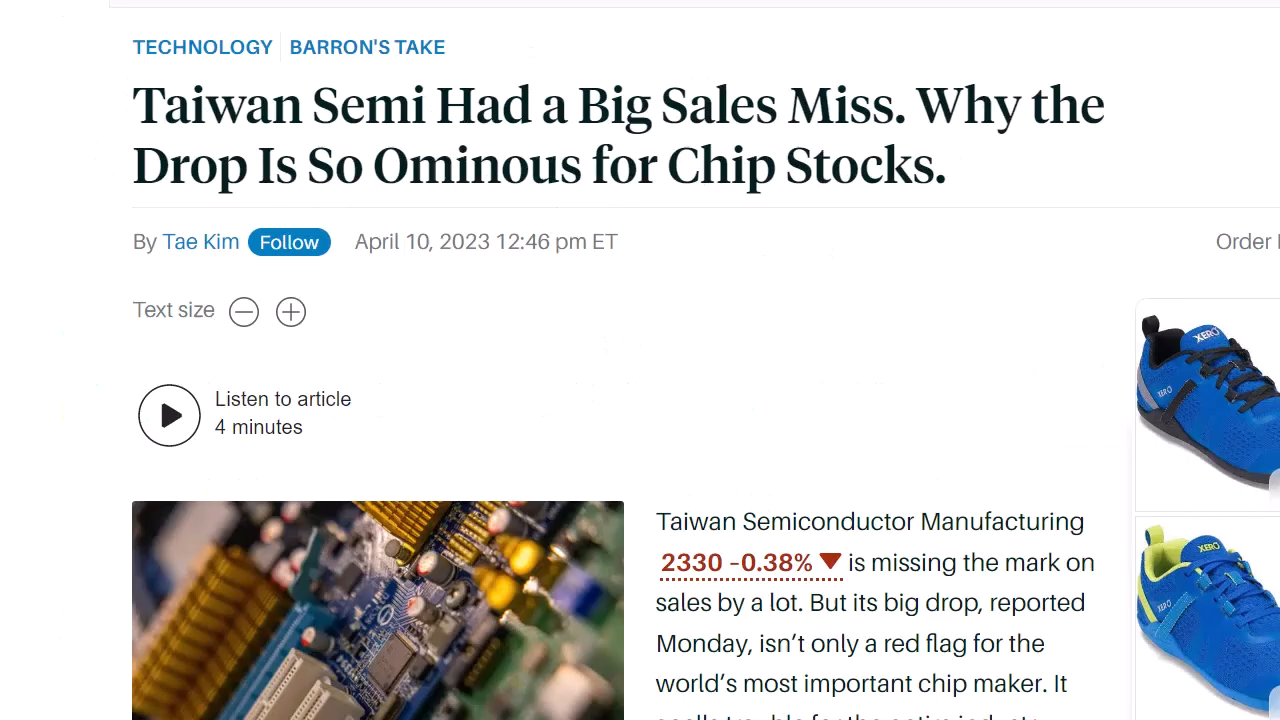 TECHNOLOGY BARRON'S TAKE
Taiwan Semi Had a Big Sales Miss. Why the
Drop Is So Ominous for Chip Stocks.
By Tae Kim Follow April 10, 2023 12:46 pm ET
Order
Text size
Listen to article
4 minutes
XERO
XERO
Taiwan Semiconductor Manufacturing
2330 -0.38% ▼ is missing the mark on
sales by a lot. But its big drop, reported
Monday, isn’t only a red flag for the
world’s most important chip maker. It
XERO
XERO